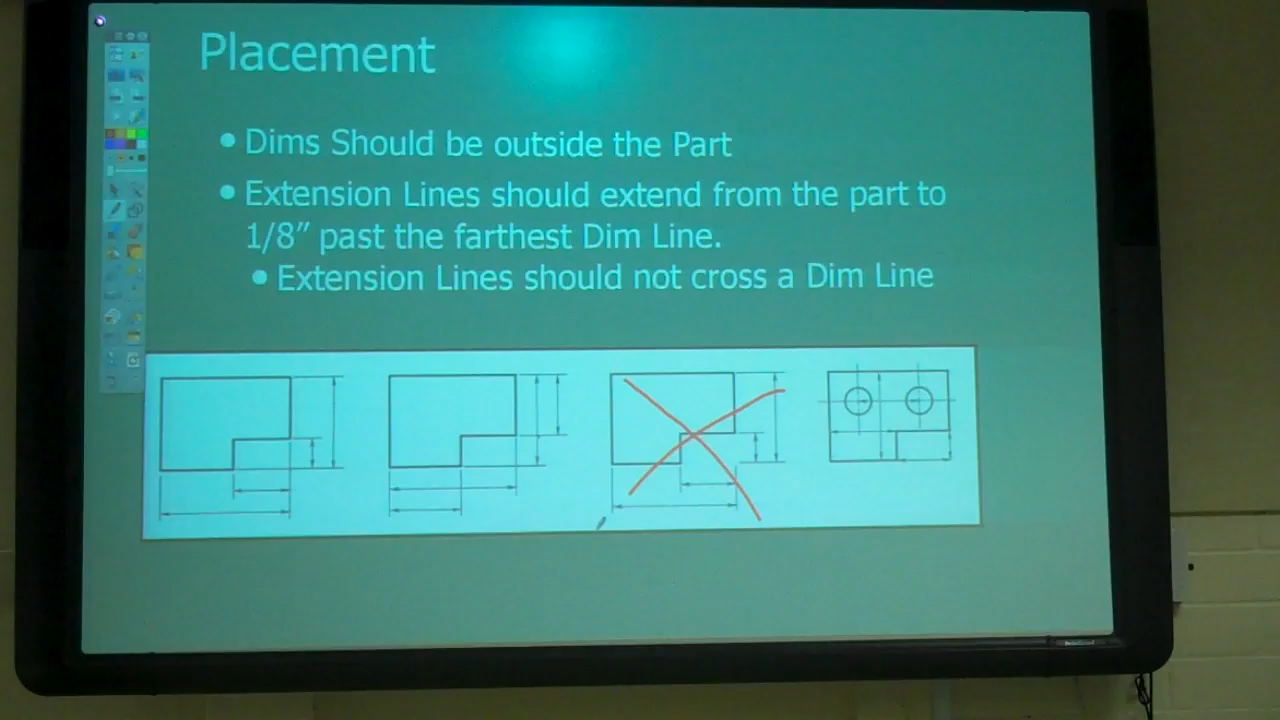 Placement
• Dims Should be outside the Part
• Extension Lines should extend from the part to
1/8” past the farthest Dim Line.
• Extension Lines should not cross a Dim Line